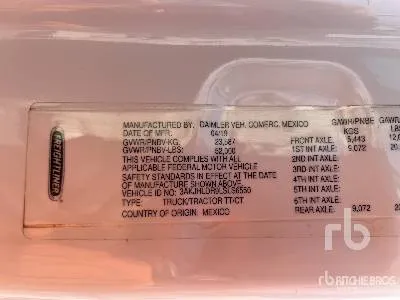 FREIGHTLINER
MANUFACTURED BY: DAIMLER VEH. COMERC. MEXICO
DATE OF MFR: 04/19
GVWR/PNBV-KG: 23,587
GVWR/PNBV-LBS: 52,000
THIS VEHICLE COMPLIES WITH ALL
APPLICABLE FEDERAL MOTOR VEHICLE
SAFETY STANDARDS IN EFFECT AT THE DATE
OF MANUFACTURE SHOWN ABOVE.
VEHICLE ID NO.:
TYPE: TRUCK/TRACTOR TT/CT
COUNTRY OF ORIGIN: MEXICO
GAWR/PNBE
KGS
FRONT AXLE: 5,443
1ST INT AXLE: 9,072
2ND INT AXLE:
3RD INT AXLE:
4TH INT AXLE:
5TH INT AXLE:
6TH INT AXLE:
REAR AXLE: 9,072
rb
rb RITCHIE BROS